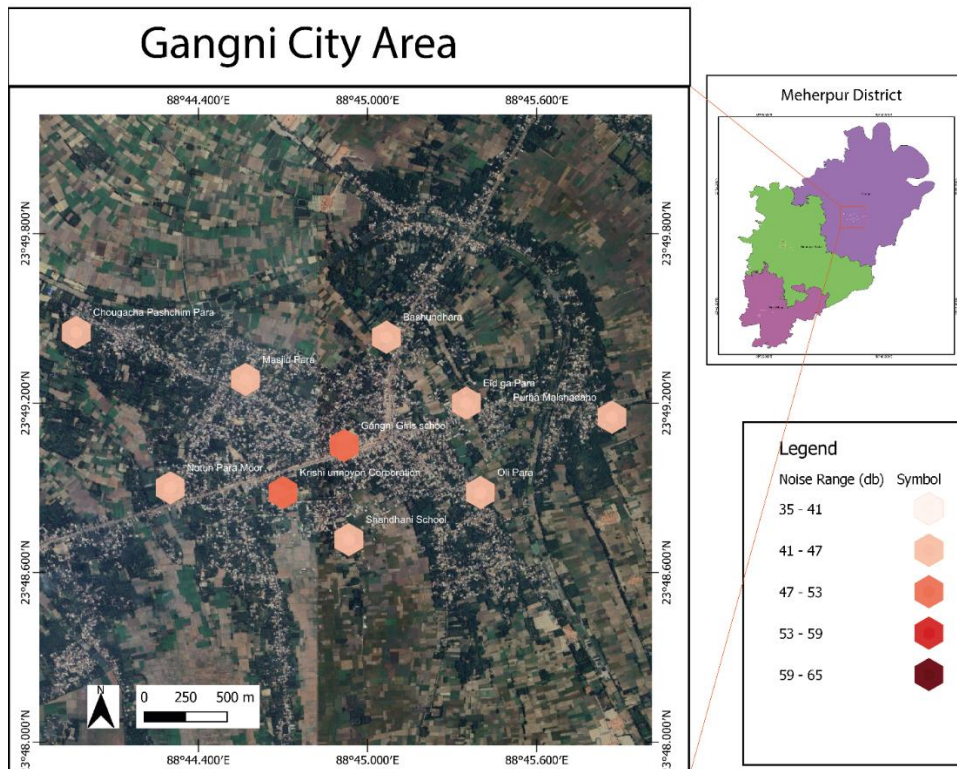 Gangni City Area
88°44.400'E
88°45.000'E
88°45.600'E
23°49.800'N
23°49.200'N
23°48.600'N
23°48.000'N
Chougacha Pashchim Para
Bashundhara
Masjid Para
Eid ga Para
Purba Malshadaho
Gangni Girls school
Notun Para Moor
Krishi unnoyon Corporation
Oli Para
Shandhani School
23°49.800'N
23°49.200'N
23°48.600'N
23°48.000'N
N
0 250 500 m
88°44.400'E
88°45.000'E
88°45.600'E
Meherpur District
Legend
Noise Range (db) Symbol
35 - 41
41 - 47
47 - 53
53 - 59
59 - 65